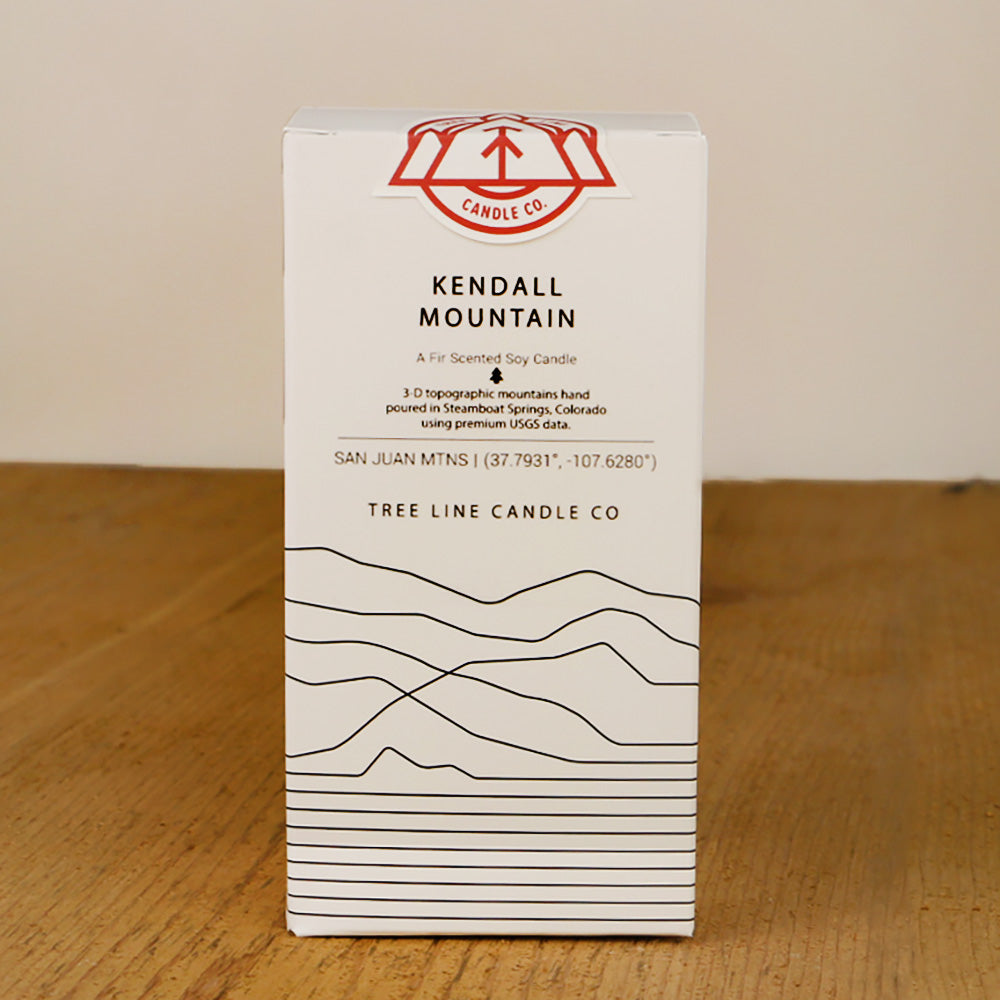 CANDLE CO.
KENDALL
MOUNTAIN
A Fir Scented Soy Candle
3-D topographic mountains hand
poured in Steamboat Springs, Colorado
using premium USGS data.
SAN JUAN MTNS | (37.7931°, -107.6280°)
TREE LINE CANDLE CO